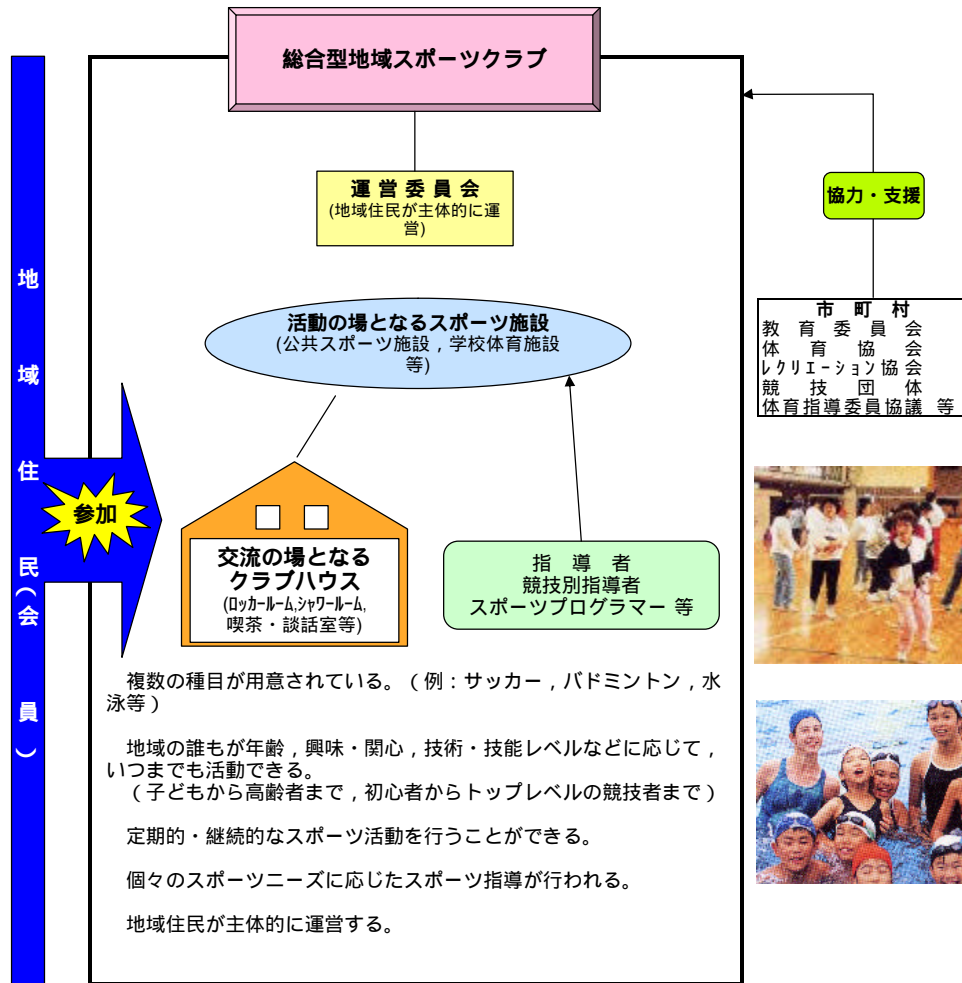 総合型地域スポーツクラブ
運営委員会
(地域住民が主体的に運
営)
協力・支援
地域住民(会員)
活動の場となるスポーツ施設
(公共スポーツ施設，学校体育施設
等)
市町村
教育委員会
体育協会
ﾚｸﾘｴｰｼｮﾝ協会
競技団体
体育指導委員協議 等
参加
交流の場となる
クラブハウス
(ﾛｯｶｰﾙｰﾑ,ｼｬﾜｰﾙｰﾑ,
喫茶・談話室等)
指導者
競技別指導者
スポーツプログラマー 等
複数の種目が用意されている。（例：サッカー，バドミントン，水
泳等）
地域の誰もが年齢，興味・関心，技術・技能レベルなどに応じて，
いつまでも活動できる。
（子どもから高齢者まで，初心者からトップレベルの競技者まで）
定期的・継続的なスポーツ活動を行うことができる。
個々のスポーツニーズに応じたスポーツ指導が行われる。
地域住民が主体的に運営する。